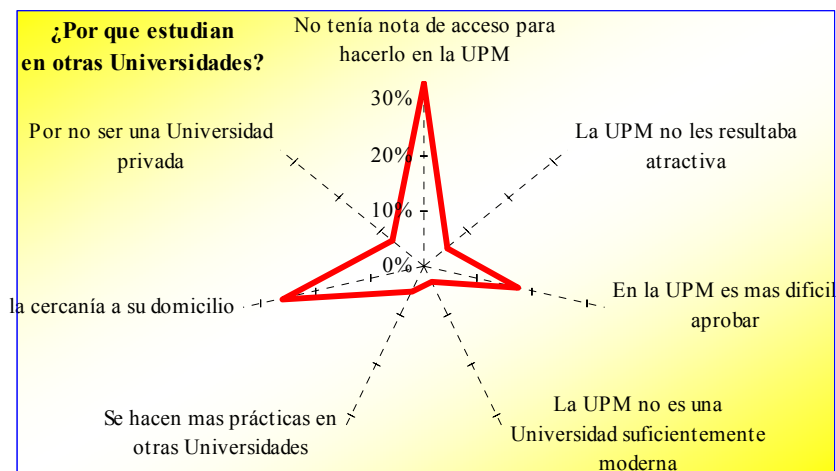 ¿Por que estudian
en otras Universidades?
No tenía nota de acceso para
hacerlo en la UPM
30%
20%
10%
0%
Por no ser una Universidad
privada
La UPM no les resultaba
atractiva
la cercanía a su domicilio
En la UPM es mas dificil
aprobar
Se hacen mas prácticas en
otras Universidades
La UPM no es una
Universidad suficientemente
moderna